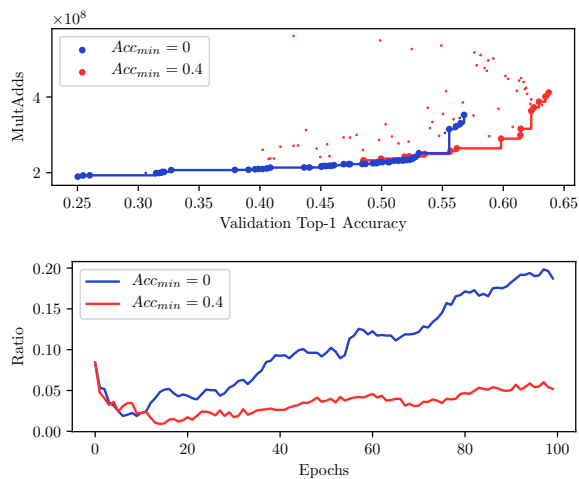 ×10⁸
Acc_min = 0
Acc_min = 0.4
MultAdds
4
2
0.25 0.30 0.35 0.40 0.45 0.50 0.55 0.60 0.65
Validation Top-1 Accuracy
0.20
0.15
0.10
0.05
0.00
Acc_min = 0
Acc_min = 0.4
Ratio
0 20 40 60 80 100
Epochs